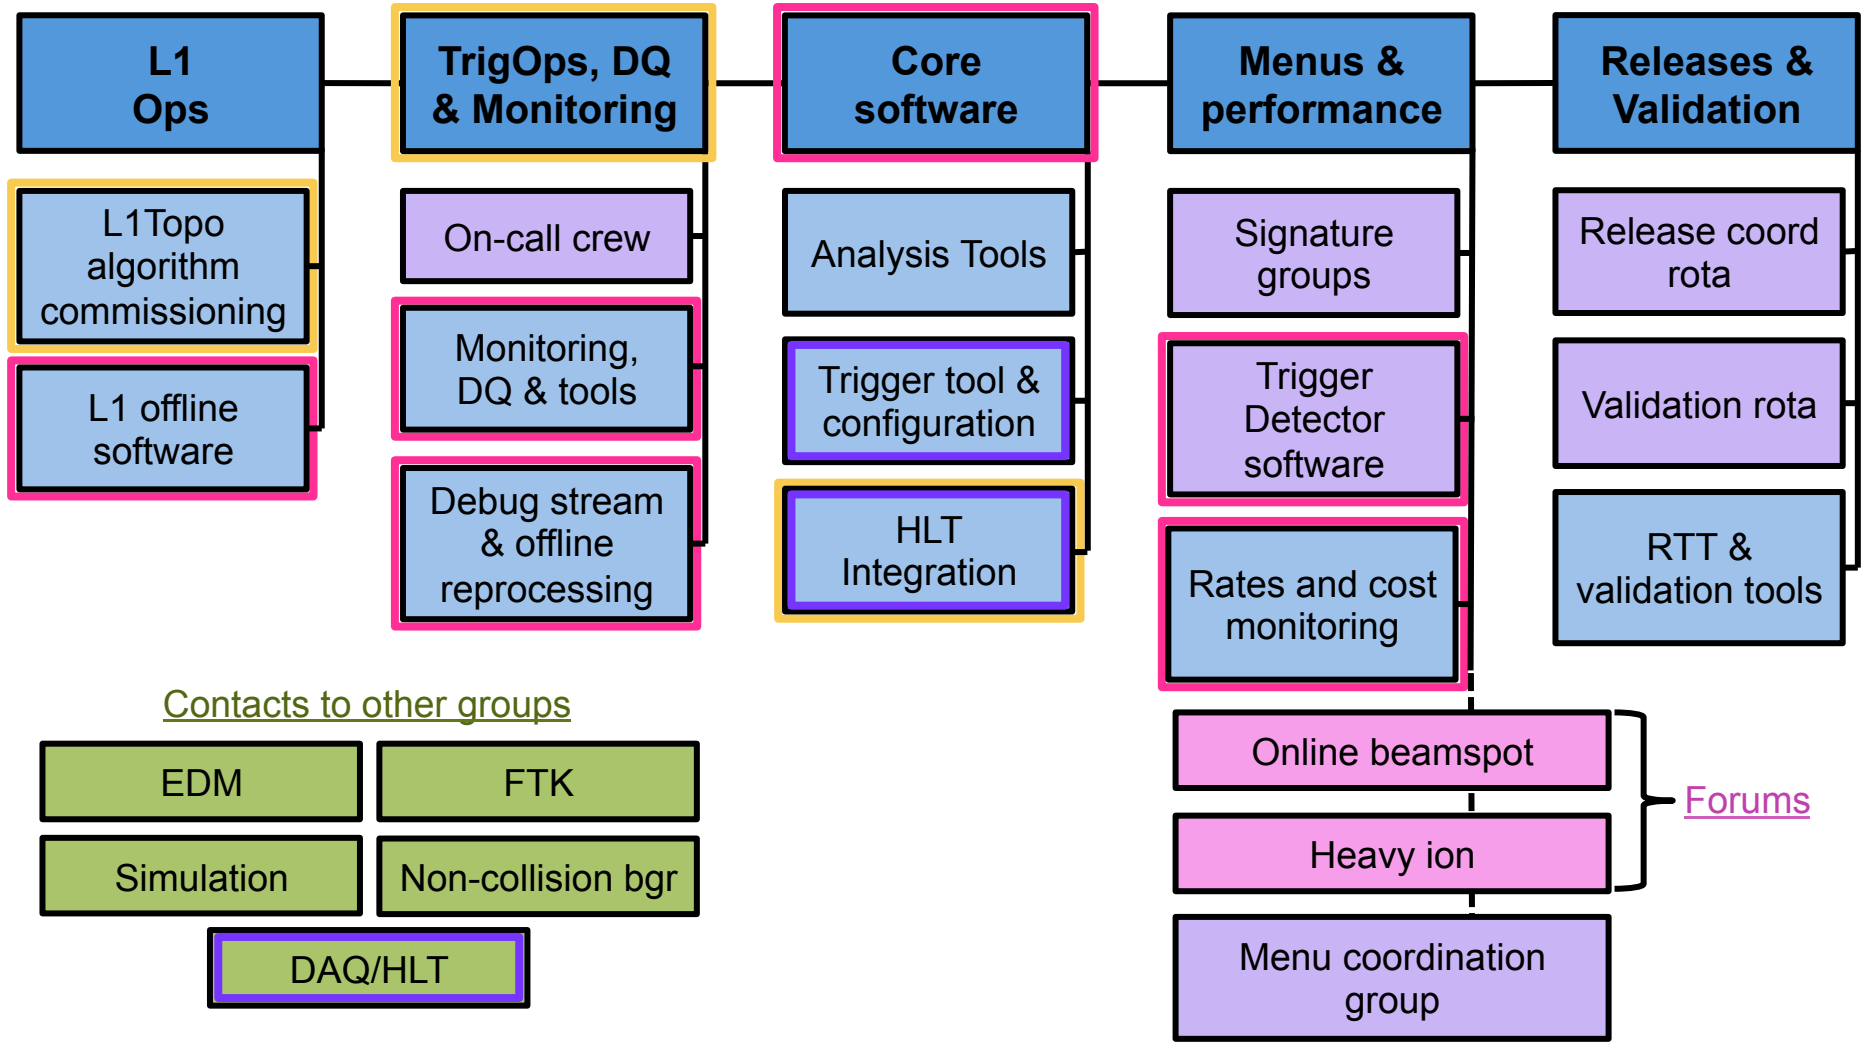 L1
Ops
TrigOps, DQ
& Monitoring
Core
software
Menus &
performance
Releases &
Validation
L1Topo
algorithm
commissioning
L1 offline
software
On-call crew
Monitoring,
DQ & tools
Debug stream
& offline
reprocessing
Analysis Tools
Trigger tool &
configuration
HLT
Integration
Signature
groups
Trigger
Detector
software
Rates and cost
monitoring
Release coord
rota
Validation rota
RTT &
validation tools
Online beamspot
Heavy ion
Forums
Menu coordination
group
Contacts to other groups
EDM
FTK
Simulation
Non-collision bgr
DAQ/HLT